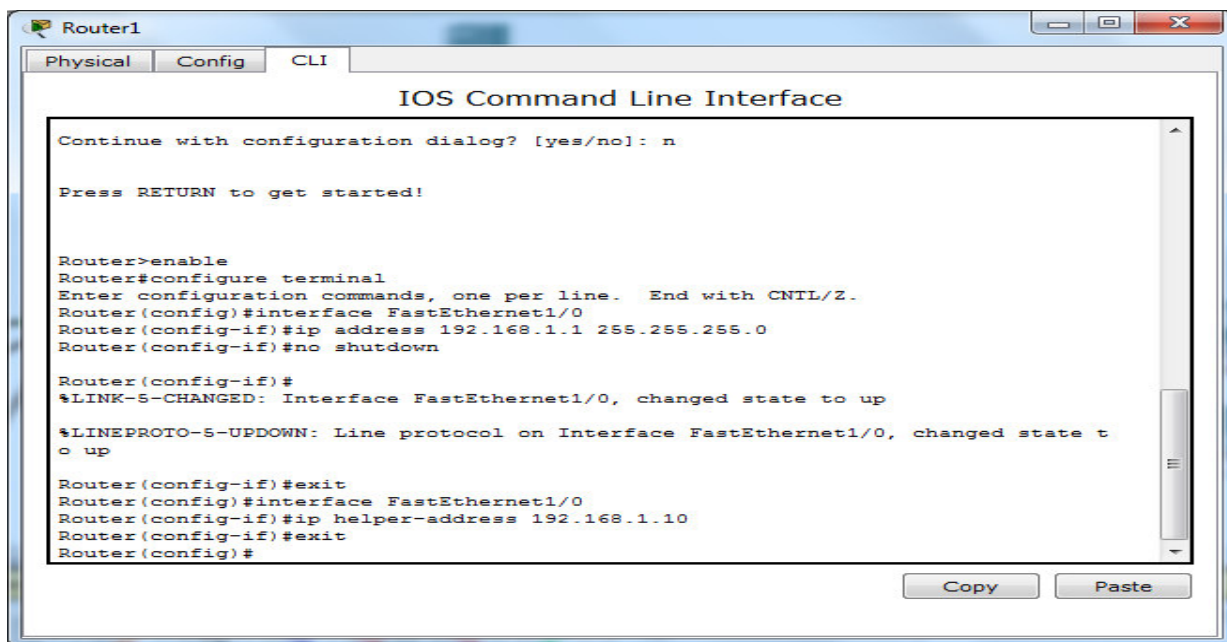 Router1
Physical Config CLI
IOS Command Line Interface
Continue with configuration dialog? [yes/no]: n
Press RETURN to get started!
Router>enable
Router#configure terminal
Enter configuration commands, one per line.  End with CNTL/Z.
Router(config)#interface FastEthernet1/0
Router(config-if)#ip address 192.168.1.1 255.255.255.0
Router(config-if)#no shutdown
Router(config-if)#
%LINK-5-CHANGED: Interface FastEthernet1/0, changed state to up
%LINEPROTO-5-UPDOWN: Line protocol on Interface FastEthernet1/0, changed state t
o up
Router(config-if)#exit
Router(config)#interface FastEthernet1/0
Router(config-if)#ip helper-address 192.168.1.10
Router(config-if)#exit
Router(config)#
Copy Paste